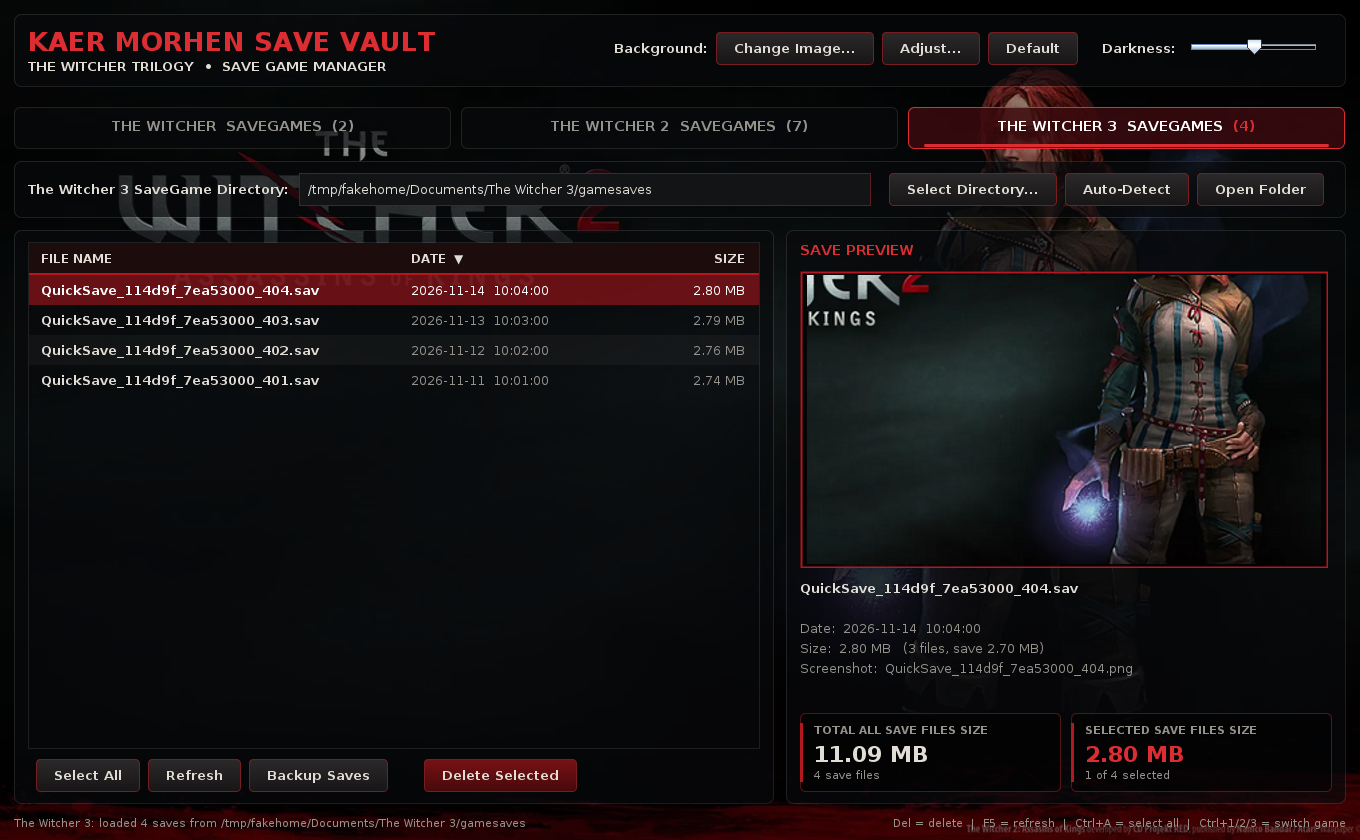 KAER MORHEN SAVE VAULT
THE WITCHER TRILOGY • SAVE GAME MANAGER
Background: Change Image... Adjust... Default Darkness:
THE WITCHER SAVEGAMES (2) THE WITCHER 2 SAVEGAMES (7) THE WITCHER 3 SAVEGAMES (4)
THE
WITCHER 2
ASSASSINS OF KINGS
The Witcher 3 SaveGame Directory: /tmp/fakehome/Documents/The Witcher 3/gamesaves Select Directory... Auto-Detect Open Folder
FILE NAME DATE ▼ SIZE
QuickSave_114d9f_7ea53000_404.sav 2026-11-14 10:04:00 2.80 MB
QuickSave_114d9f_7ea53000_403.sav 2026-11-13 10:03:00 2.79 MB
QuickSave_114d9f_7ea53000_402.sav 2026-11-12 10:02:00 2.76 MB
QuickSave_114d9f_7ea53000_401.sav 2026-11-11 10:01:00 2.74 MB
Select All Refresh Backup Saves Delete Selected
SAVE PREVIEW
2
KINGS
QuickSave_114d9f_7ea53000_404.sav
Date: 2026-11-14 10:04:00
Size: 2.80 MB (3 files, save 2.70 MB)
Screenshot: QuickSave_114d9f_7ea53000_404.png
TOTAL ALL SAVE FILES SIZE
11.09 MB
4 save files
SELECTED SAVE FILES SIZE
2.80 MB
1 of 4 selected
The Witcher 3: loaded 4 saves from /tmp/fakehome/Documents/The Witcher 3/gamesaves
Del = delete | F5 = refresh | Ctrl+A = select all | Ctrl+1/2/3 = switch game